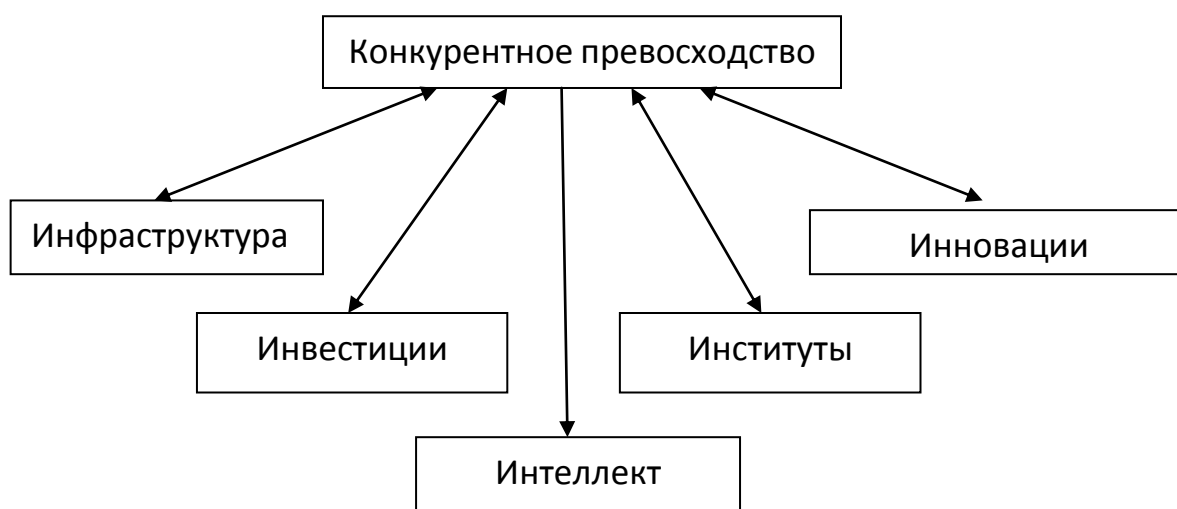 Конкурентное превосходство
Инфраструктура
Инновации
Инвестиции
Институты
Интеллект